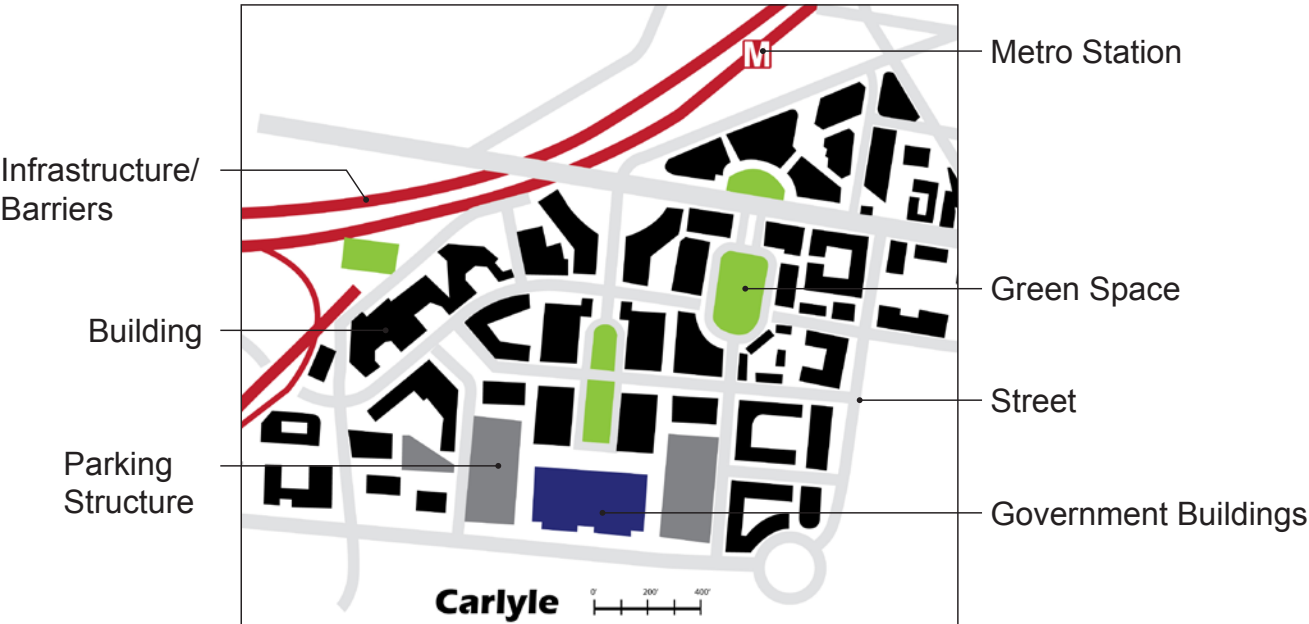 M
Metro Station
Infrastructure/
Barriers
Green Space
Building
Street
Parking
Structure
Government Buildings
Carlyle
0' 200' 400'